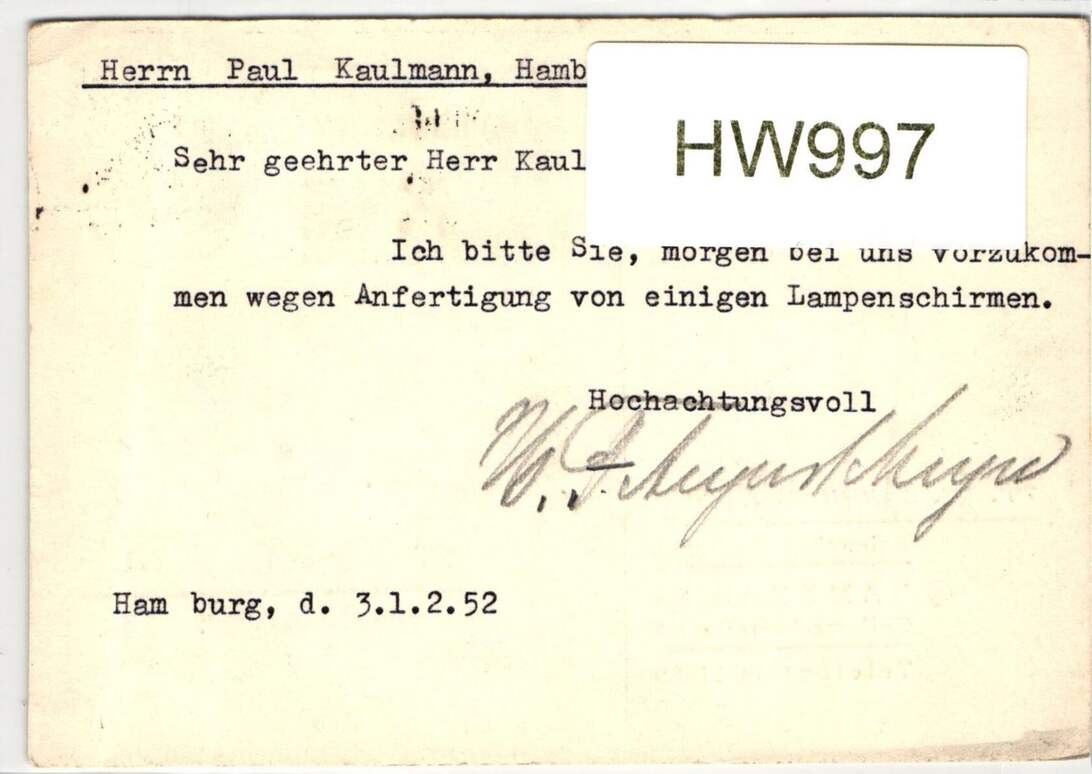 Herrn Paul Kaulmann, Hamb
HW997
Sehr geehrter Herr Kaul
Ich bitte Sie, morgen bei uns vorzukom-
men wegen Anfertigung von einigen Lampenschirmen.
Hochachtungsvoll
Ham burg, d. 3.1.2.52